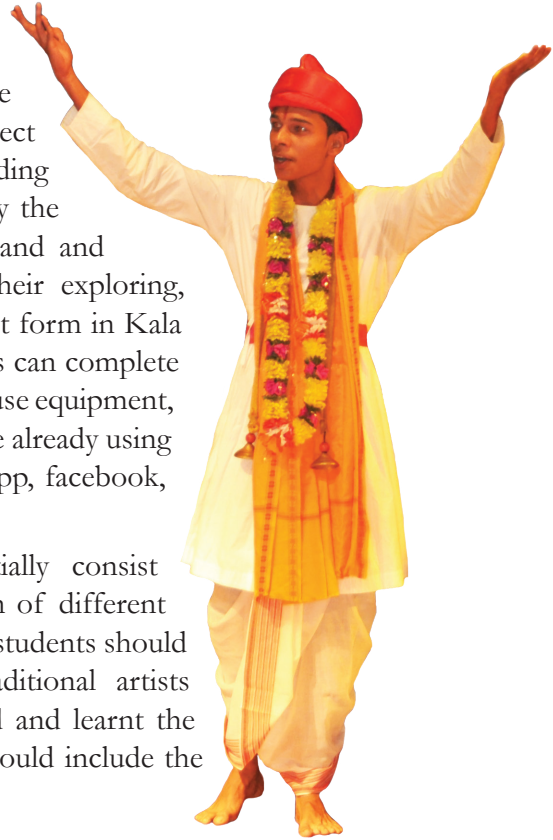 e
ect
ding
y the
and and
heir exploring,
t form in Kala
s can complete
use equipment,
e already using
pp, facebook,
ially consist
n of different
students should
aditional artists
l and learnt the
ould include the